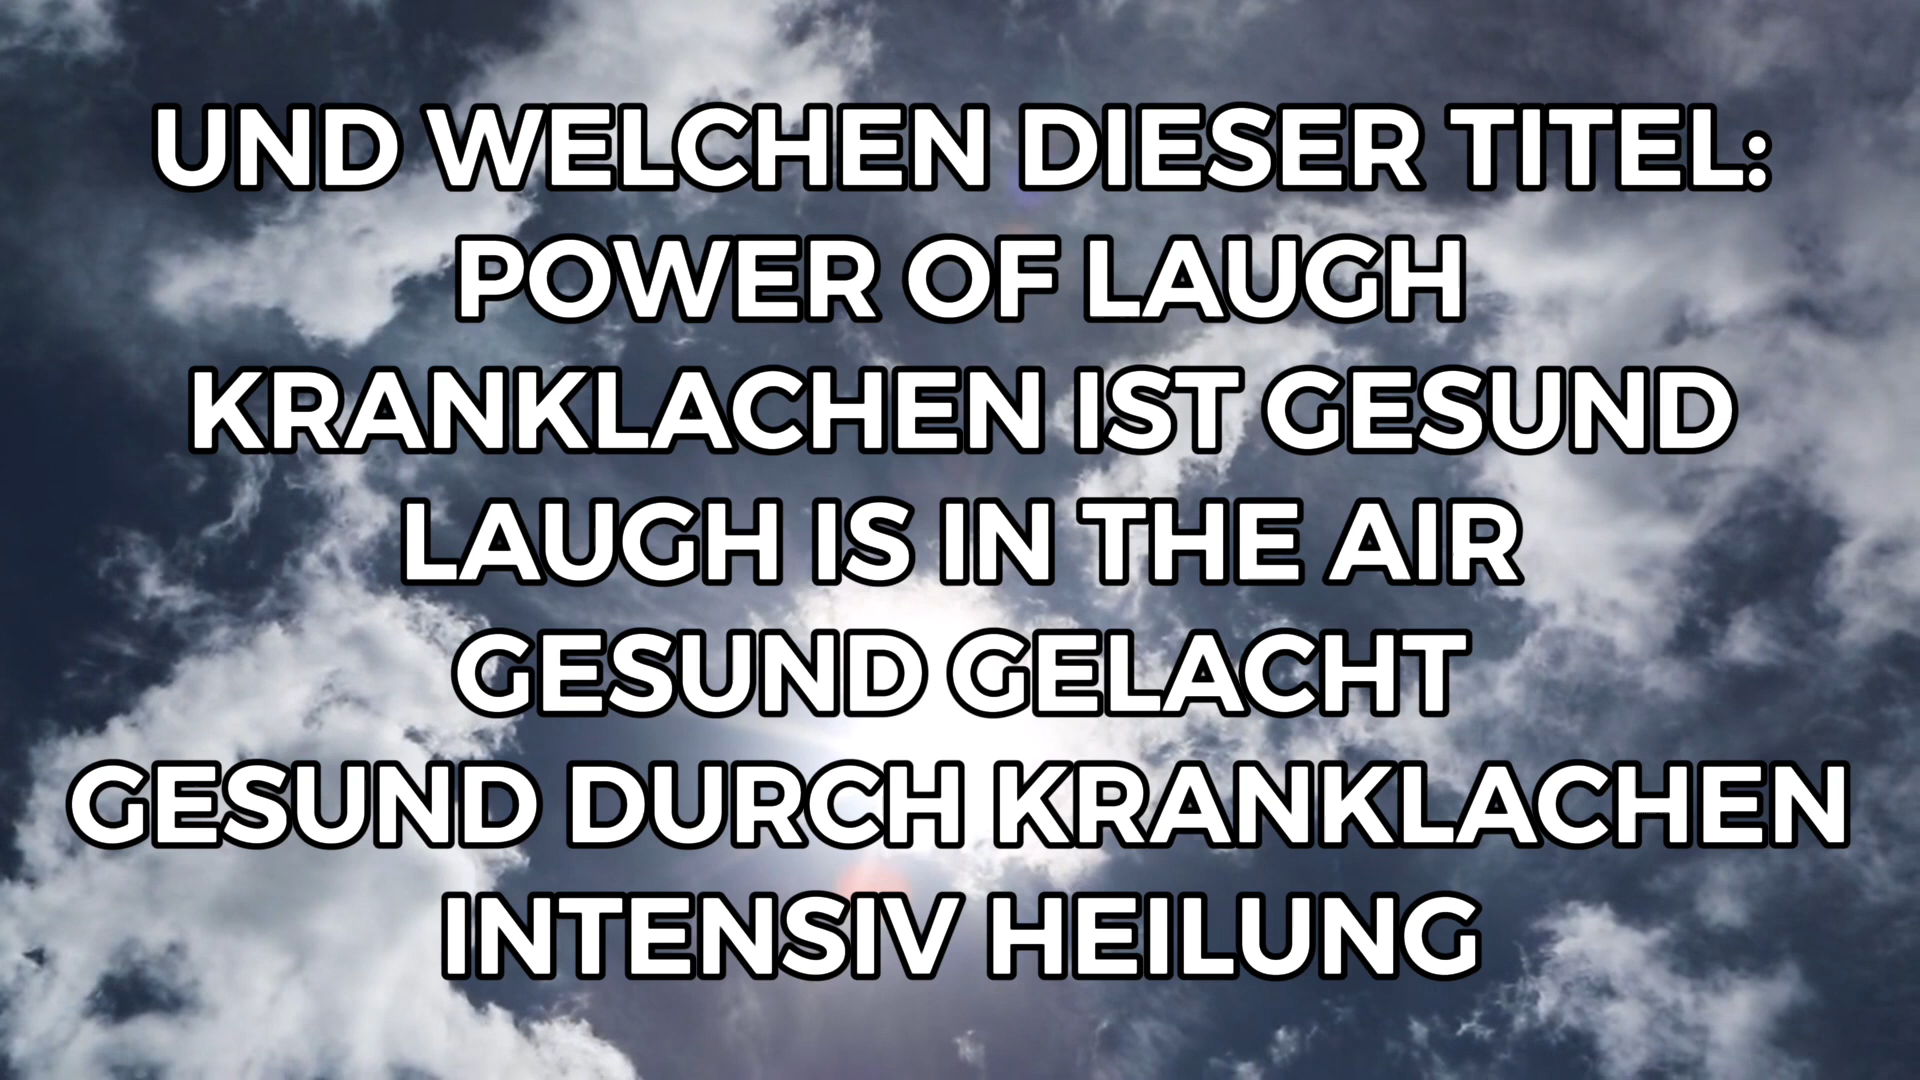 UND WELCHEN DIESER TITEL:
POWER OF LAUGH
KRANKLACHEN IST GESUND
LAUGH IS IN THE AIR
GESUND GELACHT
GESUND DURCH KRANKLACHEN
INTENSIV HEILUNG